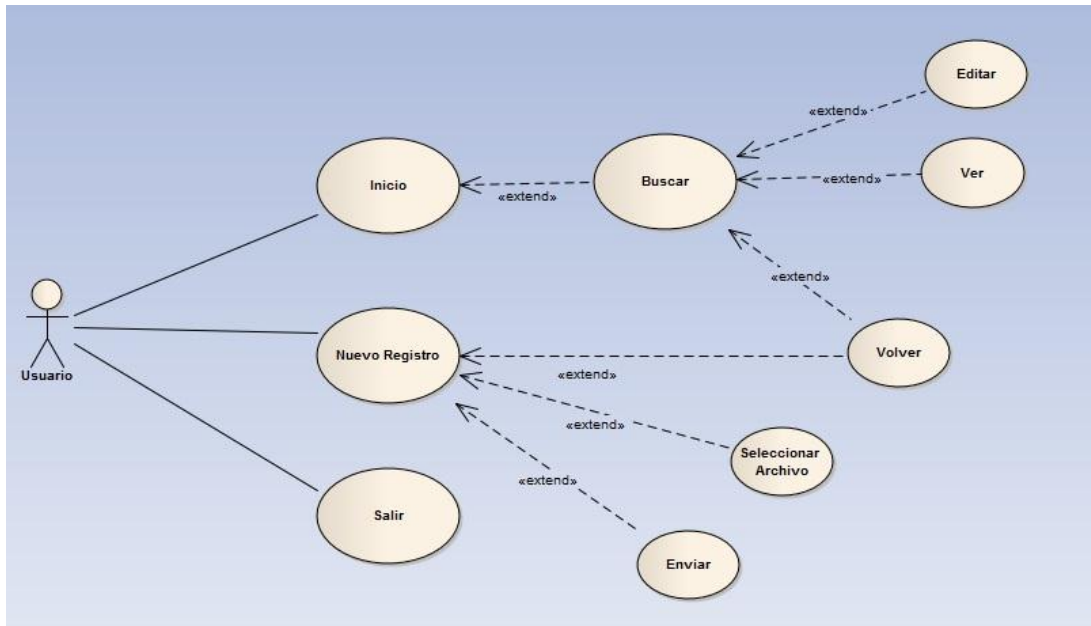 Editar
«extend»
Ver
«extend»
Buscar
Inicio
«extend»
«extend»
Usuario
Nuevo Registro
Volver
«extend»
«extend»
Seleccionar
Archivo
«extend»
Salir
Enviar